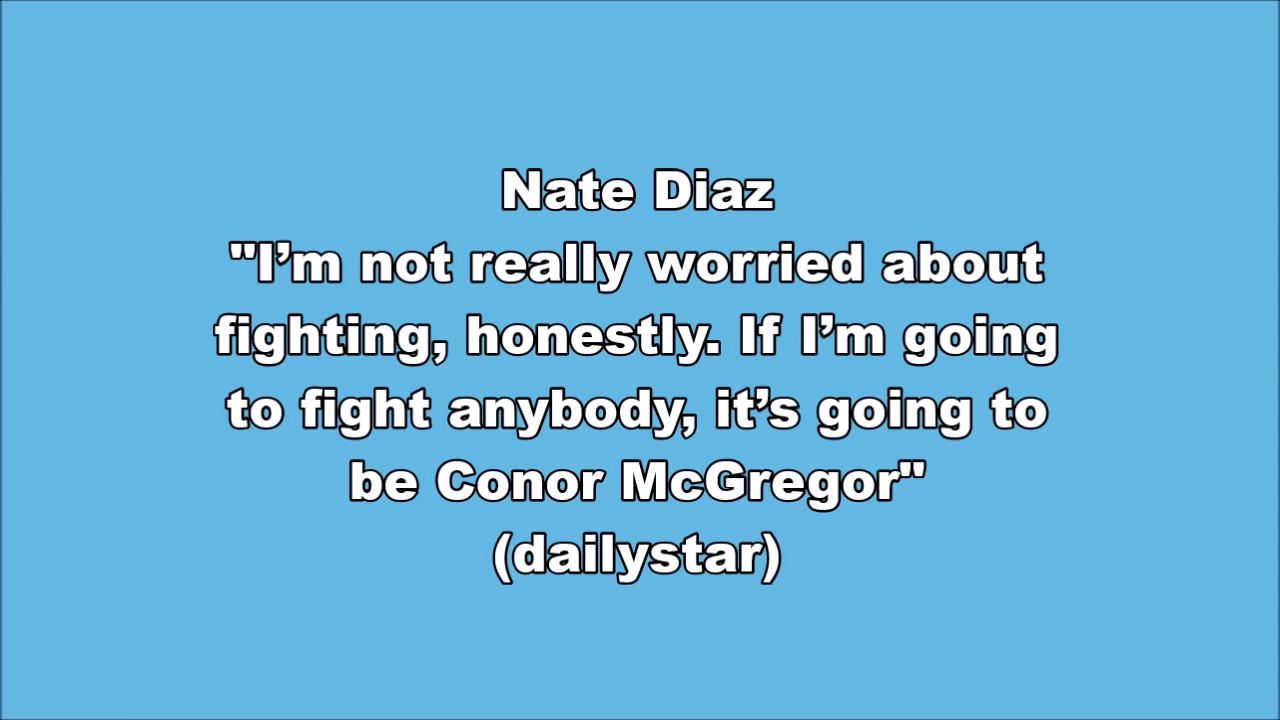 Nate Diaz
"I’m not really worried about
fighting, honestly. If I’m going
to fight anybody, it’s going to
be Conor McGregor"
(dailystar)